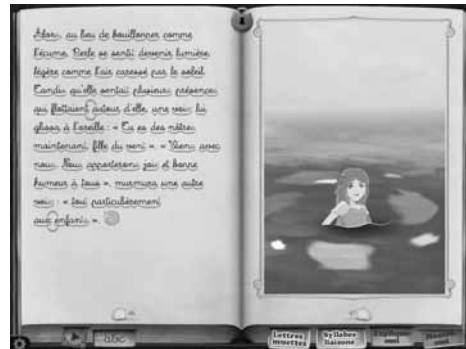 Alors, au lieu de bouillonner comme
l'écume, Perle se sentit devenir lumière,
légère comme l'air caressé par le soleil.
Tandis qu'elle sentait plusieurs présences
qui flottaient autour d'elle, une voix lui
glissa à l'oreille : « Tu es des nôtres
maintenant, fille du vent ». « Viens avec
nous. Nous apporterons joie et bonne
humeur à tous », murmura une autre
voix : « tout particulièrement
aux enfants ».
abc
Lettres
muettes
Syllabes
liaisons